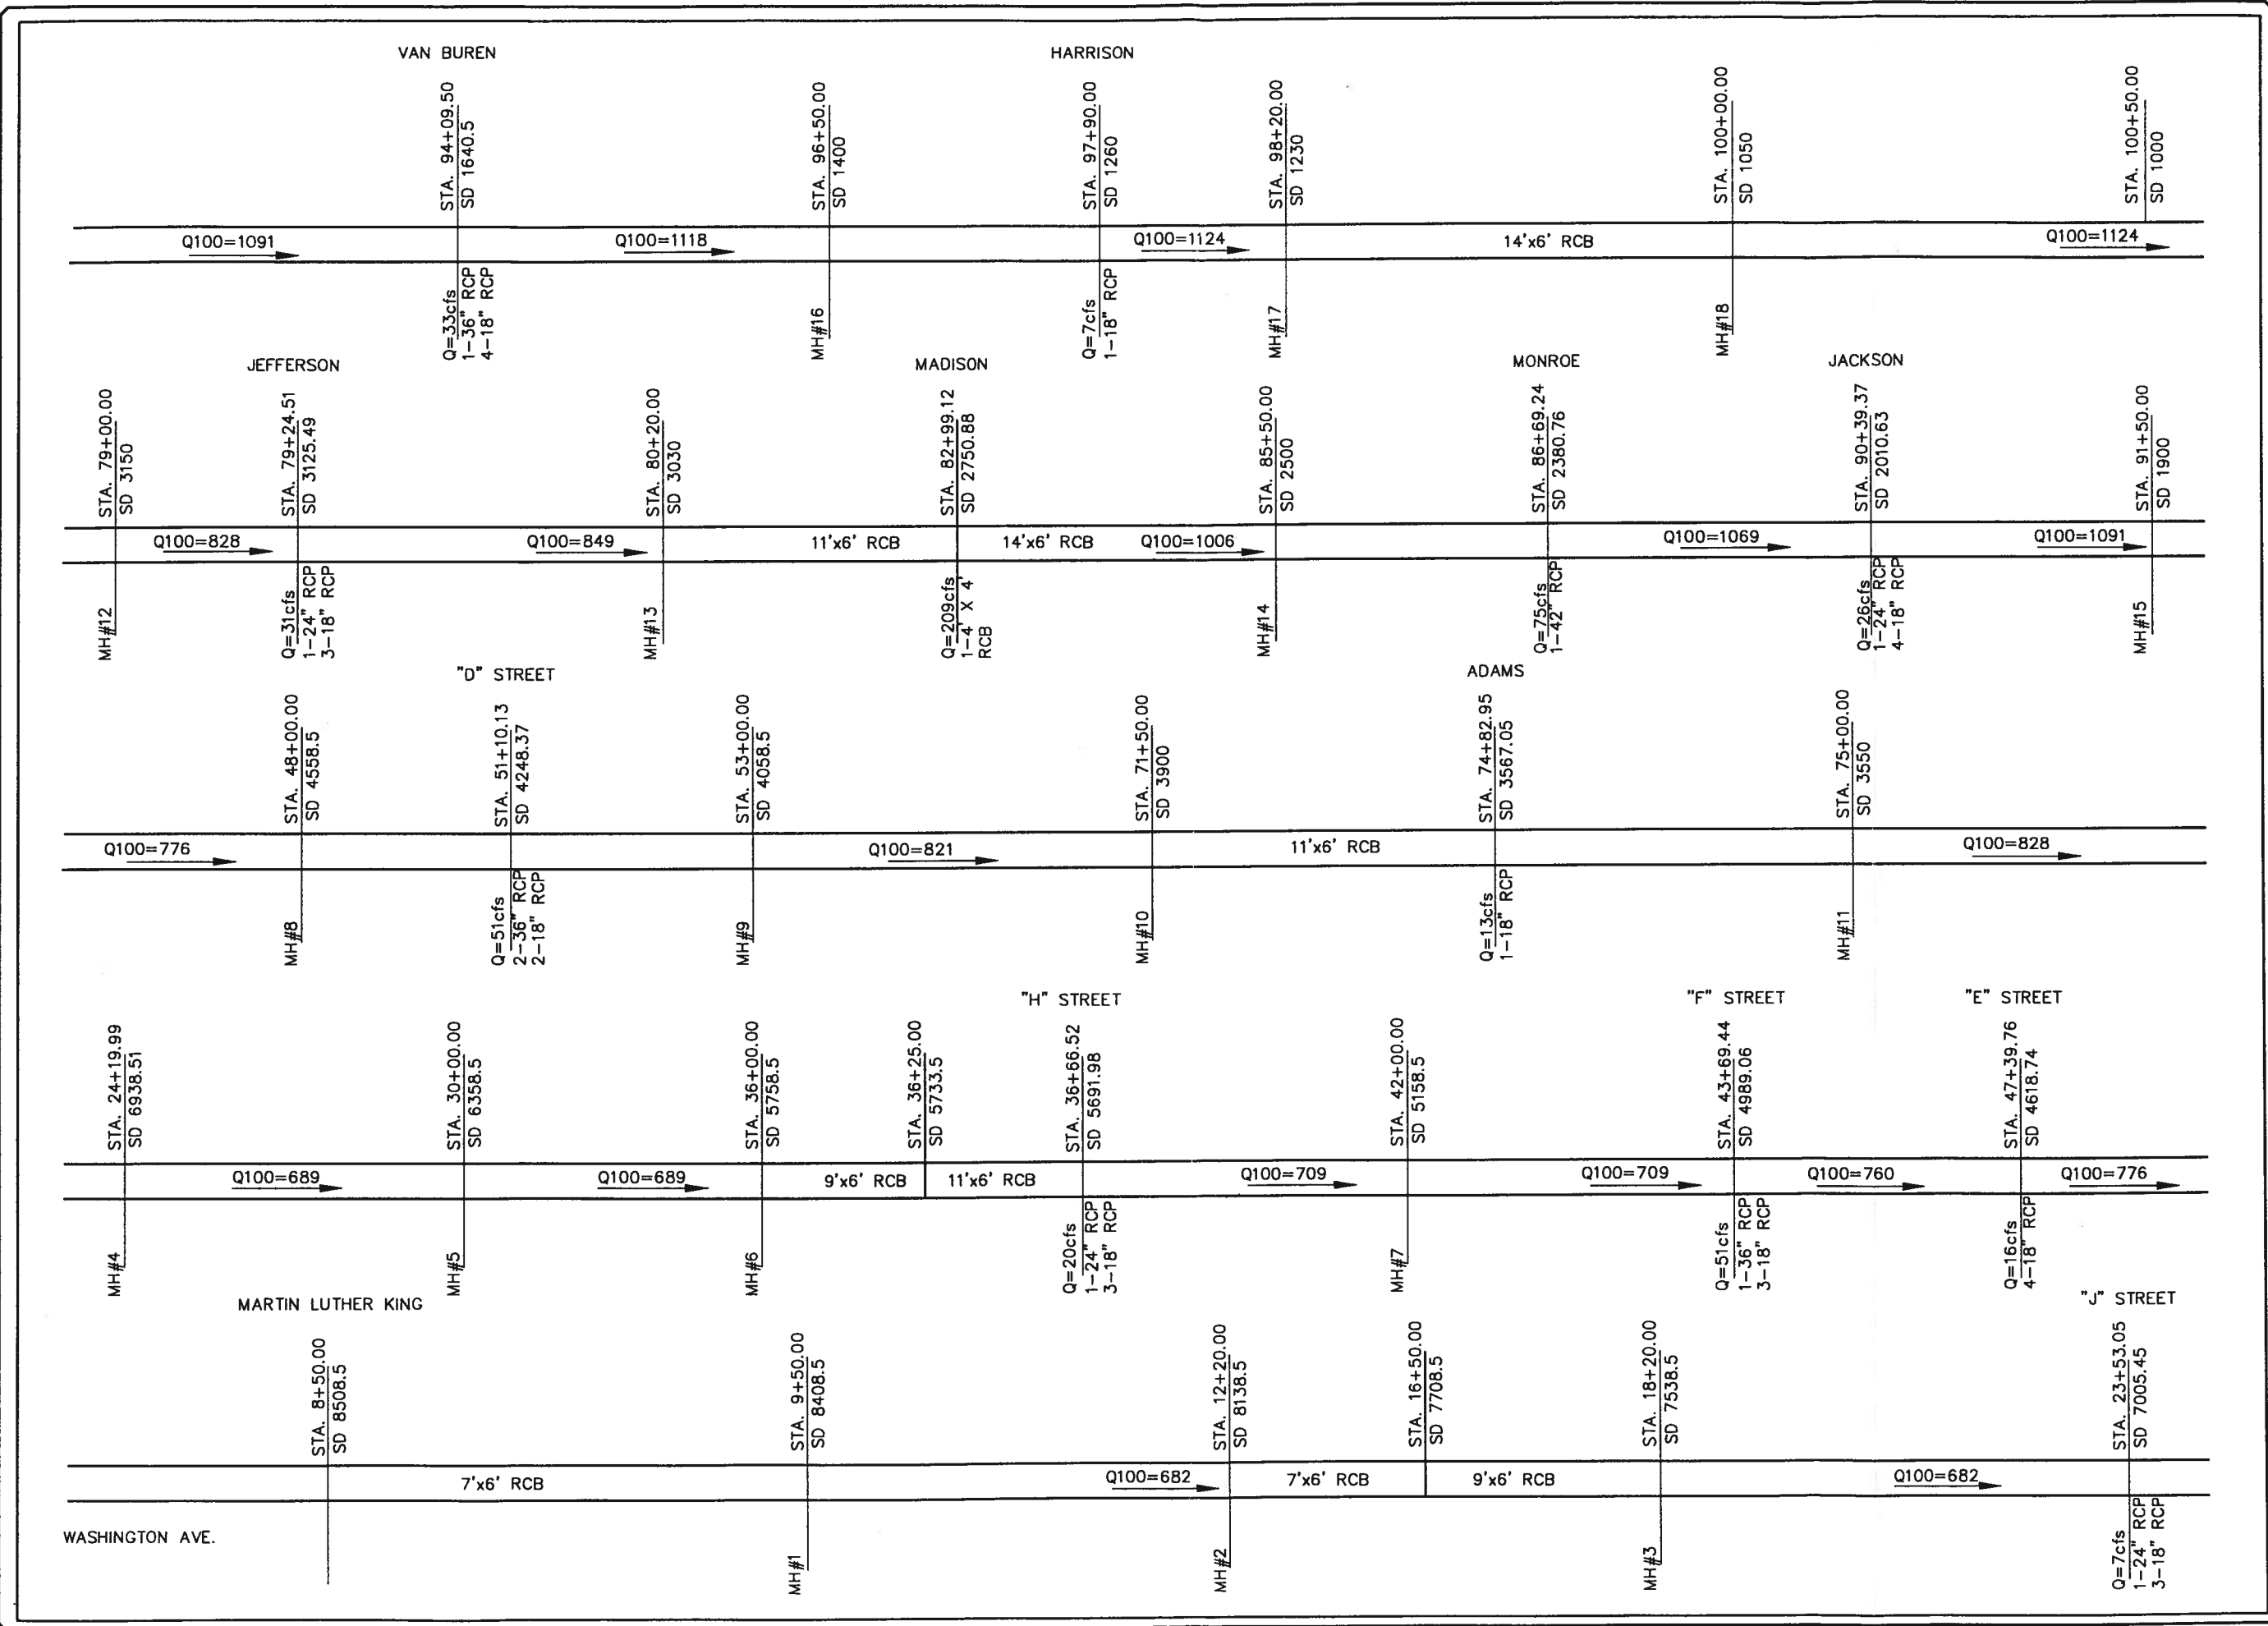 VAN BUREN
HARRISON
STA. 94+09.50
SD 1640.5
STA. 96+50.00
SD 1400
STA. 97+90.00
SD 1260
STA. 98+20.00
SD 1230
STA. 100+00.00
SD 1050
STA. 100+50.00
SD 1000
Q100=1091
Q100=1118
Q100=1124
14'x6' RCB
Q100=1124
Q=33cfs
1-36" RCP
4-18" RCP
MH#16
Q=7cfs
1-18" RCP
MH#17
MH#18
JEFFERSON
MADISON
MONROE
JACKSON
STA. 79+00.00
SD 3150
STA. 79+24.51
SD 3125.49
STA. 80+20.00
SD 3030
STA. 82+99.12
SD 2750.88
STA. 85+50.00
SD 2500
STA. 86+69.24
SD 2380.76
STA. 90+39.37
SD 2010.63
STA. 91+50.00
SD 1900
Q100=828
Q100=849
11'x6' RCB
14'x6' RCB
Q100=1006
Q100=1069
Q100=1091
MH#12
Q=31cfs
1-24" RCP
3-18" RCP
MH#13
Q=209cfs
1-4' X 4'
RCB
MH#14
Q=75cfs
1-42" RCP
Q=26cfs
1-24" RCP
4-18" RCP
MH#15
"D" STREET
ADAMS
STA. 48+00.00
SD 4558.5
STA. 51+10.13
SD 4248.37
STA. 53+00.00
SD 4058.5
STA. 71+50.00
SD 3900
STA. 74+82.95
SD 3567.05
STA. 75+00.00
SD 3550
Q100=776
Q100=821
11'x6' RCB
Q100=828
MH#8
Q=51cfs
2-36" RCP
2-18" RCP
MH#9
MH#10
Q=13cfs
1-18" RCP
MH#11
"H" STREET
"F" STREET
"E" STREET
STA. 24+19.99
SD 6938.51
STA. 30+00.00
SD 6358.5
STA. 36+00.00
SD 5758.5
STA. 36+25.00
SD 5733.5
STA. 36+66.52
SD 5691.98
STA. 42+00.00
SD 5158.5
STA. 43+69.44
SD 4989.06
STA. 47+39.76
SD 4618.74
Q100=689
Q100=689
9'x6' RCB
11'x6' RCB
Q100=709
Q100=709
Q100=760
Q100=776
MH#4
MH#5
MH#6
Q=20cfs
1-24" RCP
3-18" RCP
MH#7
Q=51cfs
1-36" RCP
3-18" RCP
Q=16cfs
4-18" RCP
MARTIN LUTHER KING
"J" STREET
STA. 8+50.00
SD 8508.5
STA. 9+50.00
SD 8408.5
STA. 12+20.00
SD 8138.5
STA. 16+50.00
SD 7708.5
STA. 18+20.00
SD 7538.5
STA. 23+53.05
SD 7005.45
7'x6' RCB
Q100=682
7'x6' RCB
9'x6' RCB
Q100=682
WASHINGTON AVE.
MH#1
MH#2
MH#3
Q=7cfs
1-24" RCP
3-18" RCP